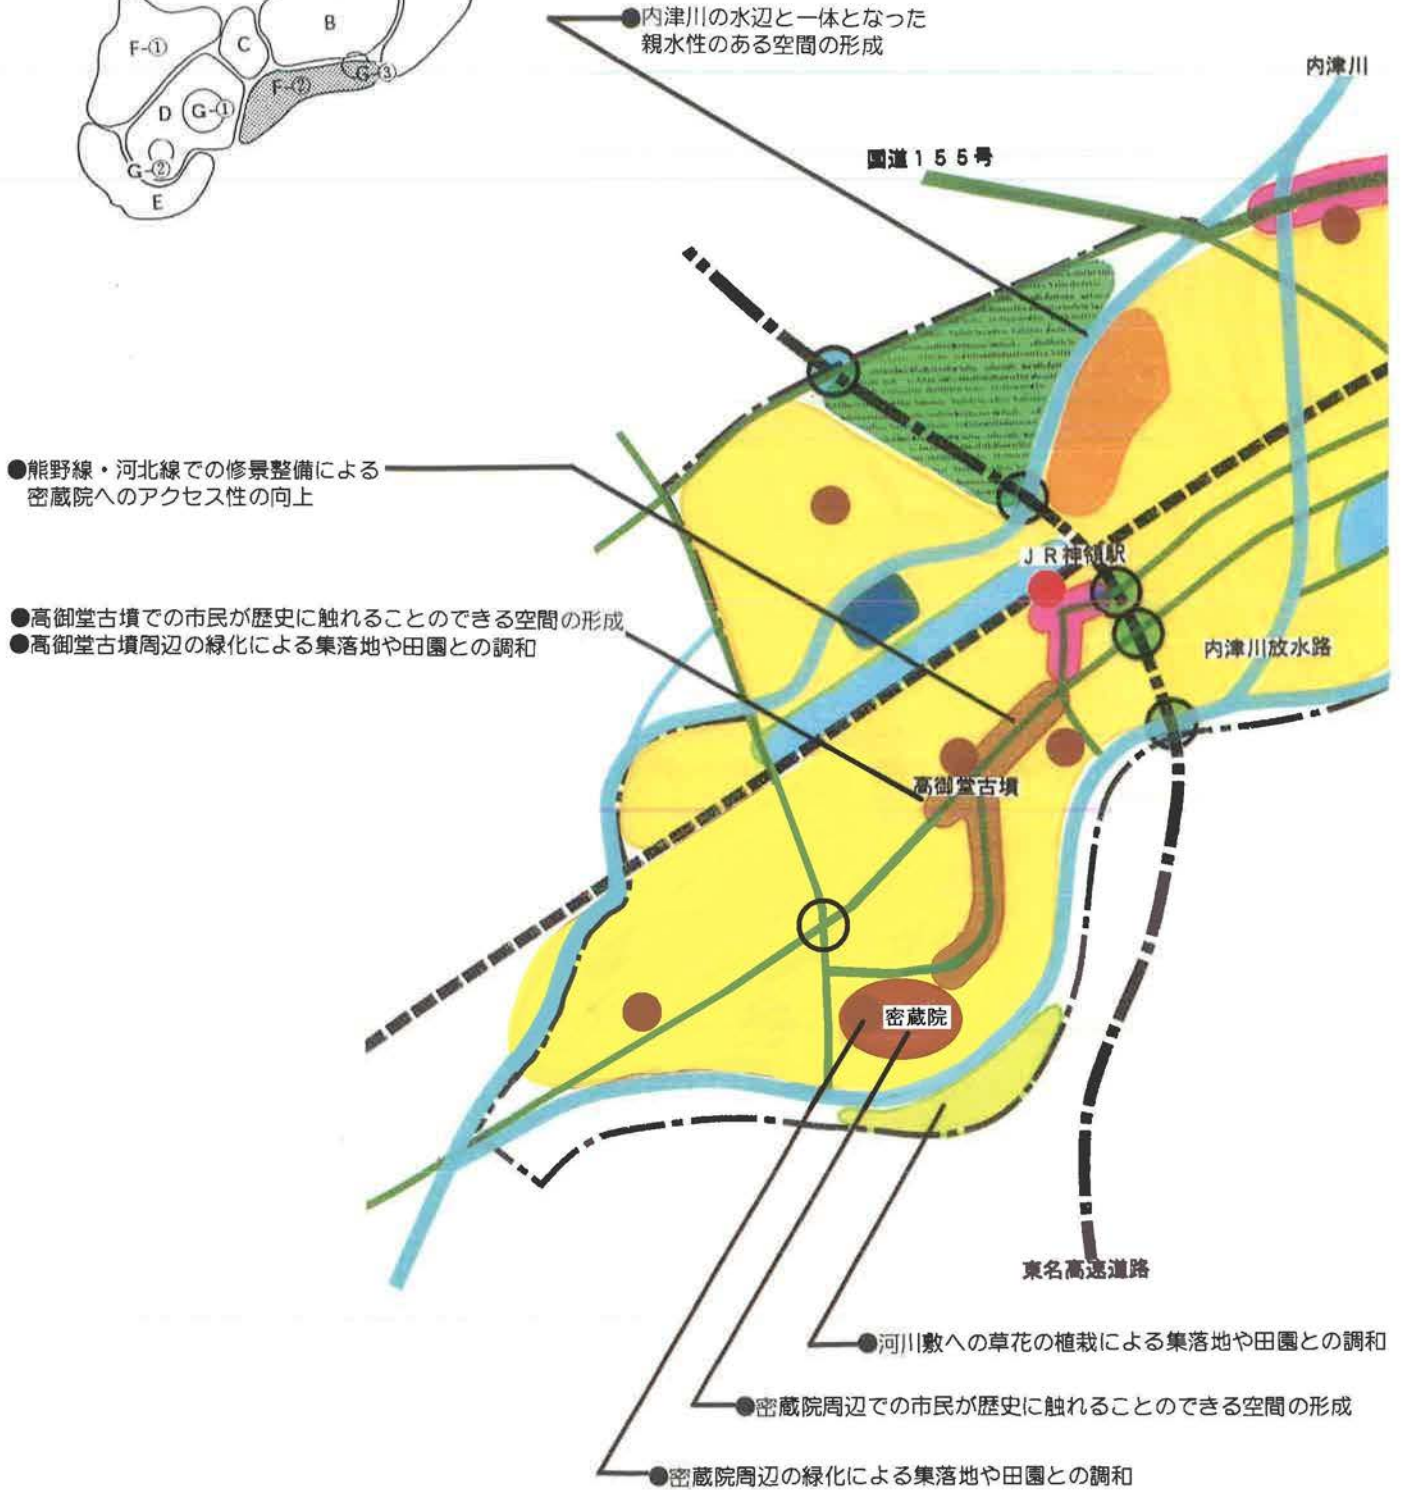 B
F-①
C
G-③
F-②
D
G-①
G-②
E
●内津川の水辺と一体となった
親水性のある空間の形成
内津川
国道155号
●熊野線・河北線での修景整備による
密蔵院へのアクセス性の向上
JR神領駅
●高御堂古墳での市民が歴史に触れることのできる空間の形成
●高御堂古墳周辺の緑化による集落地や田園との調和
内津川放水路
高御堂古墳
密蔵院
東名高速道路
●河川敷への草花の植栽による集落地や田園との調和
●密蔵院周辺での市民が歴史に触れることのできる空間の形成
●密蔵院周辺の緑化による集落地や田園との調和